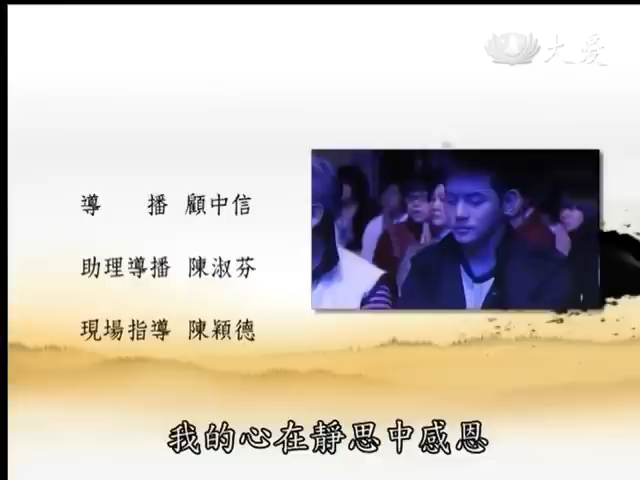 大愛
導 播 顧中信
助理導播 陳淑芬
現場指導 陳穎德
我的心在靜思中感恩